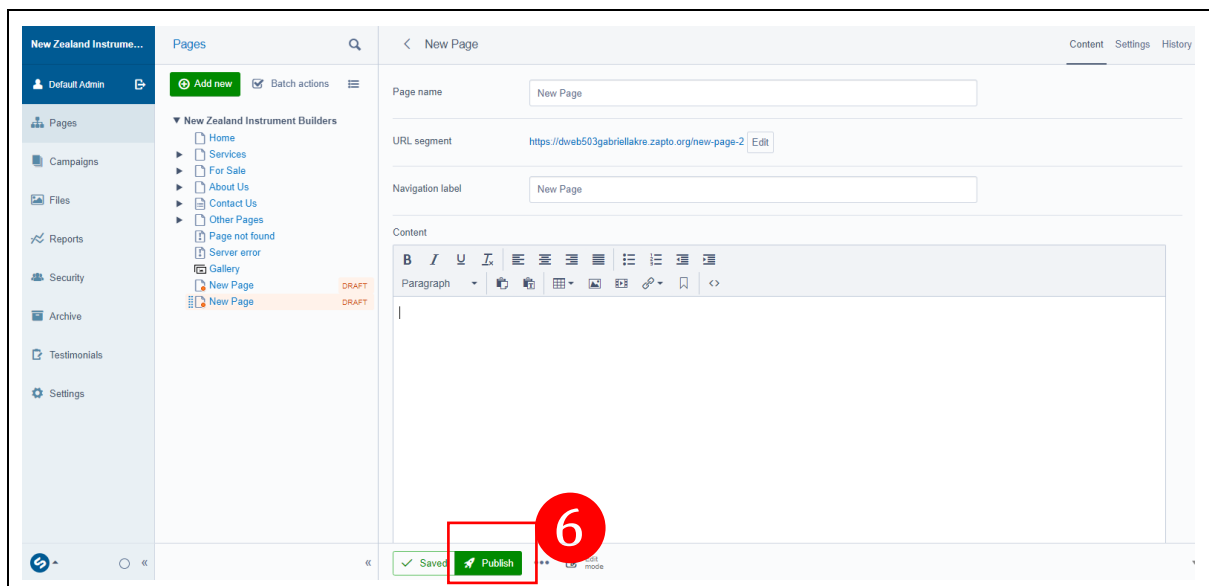 New Zealand Instrume...
Default Admin
Pages
Campaigns
Files
Reports
Security
Archive
Testimonials
Settings
Pages
Add new
Batch actions
New Zealand Instrument Builders
Home
Services
For Sale
About Us
Contact Us
Other Pages
Page not found
Server error
Gallery
New Page DRAFT
New Page DRAFT
New Page
Content Settings History
Page name New Page
URL segment https://dweb503gabriellakre.zapto.org/new-page-2 Edit
Navigation label New Page
Content
Paragraph
Saved Publish
mode
6